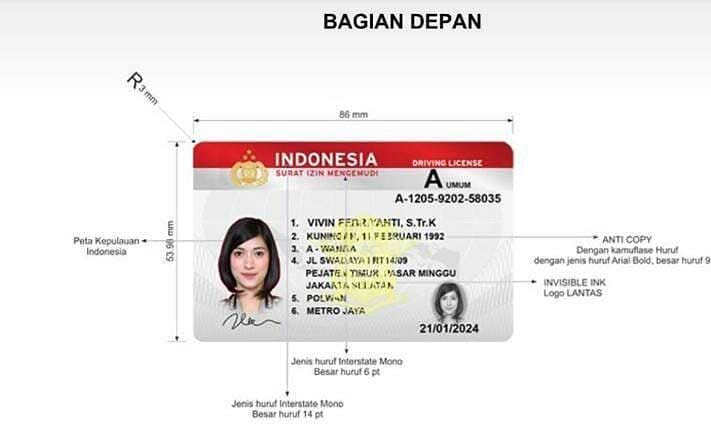 BAGIAN DEPAN
R3 mm
86 mm
53.98 mm
INDONESIA
SURAT IZIN MENGEMUDI
DRIVING LICENSE
A UMUM
A-1205-9202-58035
1. VIVIN FEBRIYANTI, S.Tr.K
2. KUNINGAN, 11 FEBRUARI 1992
3. A - WANITA
4. JL SWADAYA I RT14/09
PEJATEN TIMUR, PASAR MINGGU
JAKARTA SELATAN
5. POLWAN
6. METRO JAYA
21/01/2024
Peta Kepulauan
Indonesia
ANTI COPY
Dengan kamuflase Huruf
dengan jenis huruf Arial Bold, besar huruf 9
INVISIBLE INK
Logo LANTAS
Jenis huruf Interstate Mono
Besar huruf 6 pt
Jenis huruf Interstate Mono
Besar huruf 14 pt